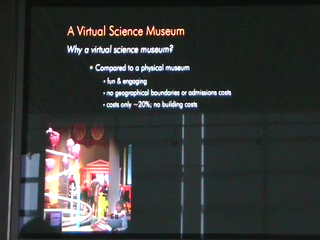 A Virtual Science Museum
Why a virtual science museum?
• Compared to a physical museum
• fun & engaging
• no geographical boundaries or admissions costs
• costs only ~20%; no building costs